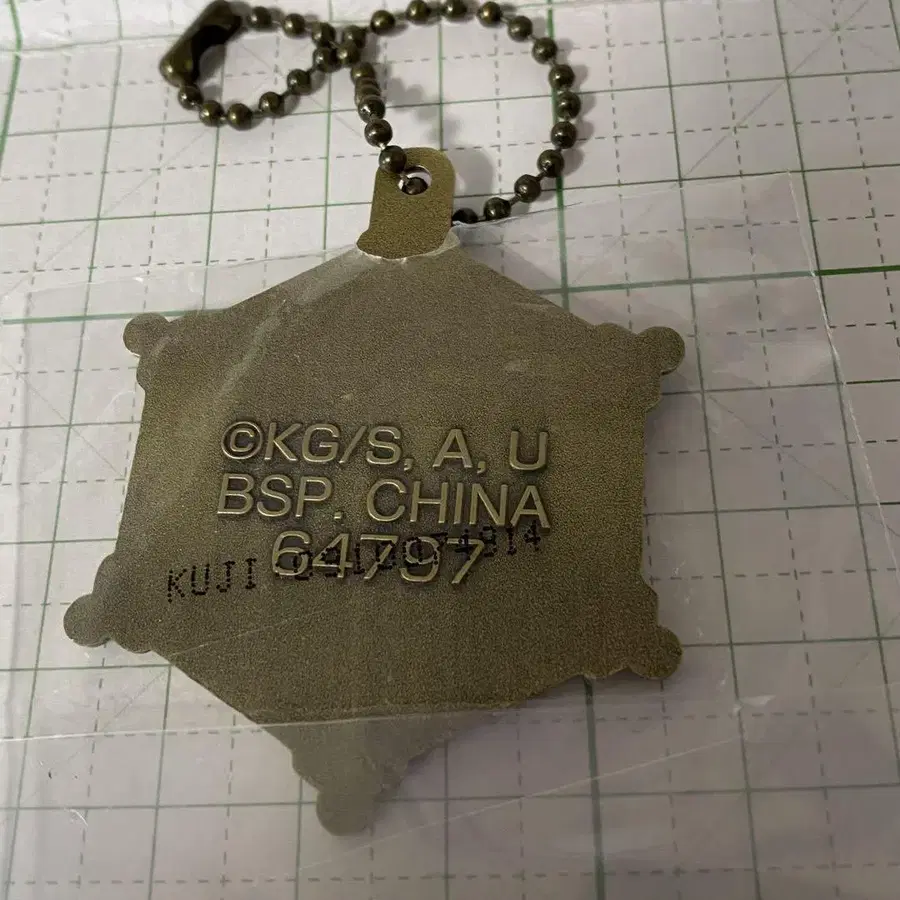 ©KG/S, A, U
BSP. CHINA
64797
KUJI